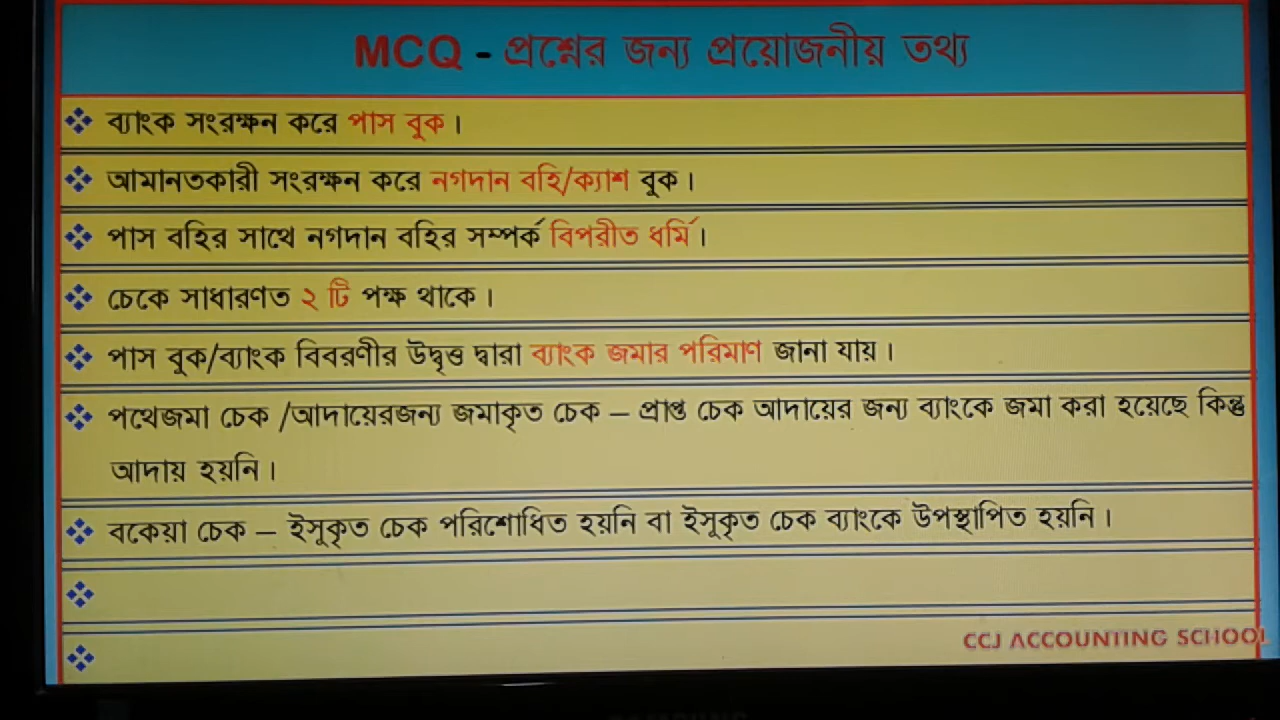 MCQ - প্রশ্নের জন্য প্রয়োজনীয় তথ্য
ব্যাংক সংরক্ষন করে পাস বুক।
আমানতকারী সংরক্ষন করে নগদান বহি/ক্যাশ বুক।
পাস বহির সাথে নগদান বহির সম্পর্ক বিপরীত ধর্মি।
চেকে সাধারণত ২ টি পক্ষ থাকে।
পাস বুক/ব্যাংক বিবরণীর উদ্বৃত্ত দ্বারা ব্যাংক জমার পরিমাণ জানা যায়।
পথেজমা চেক /আদায়েরজন্য জমাকৃত চেক – প্রাপ্ত চেক আদায়ের জন্য ব্যাংকে জমা করা হয়েছে কিন্তু
আদায় হয়নি।
বকেয়া চেক – ইসূকৃত চেক পরিশোধিত হয়নি বা ইসূকৃত চেক ব্যাংকে উপস্থাপিত হয়নি।
CCJ ACCOUNTING SCHOOL